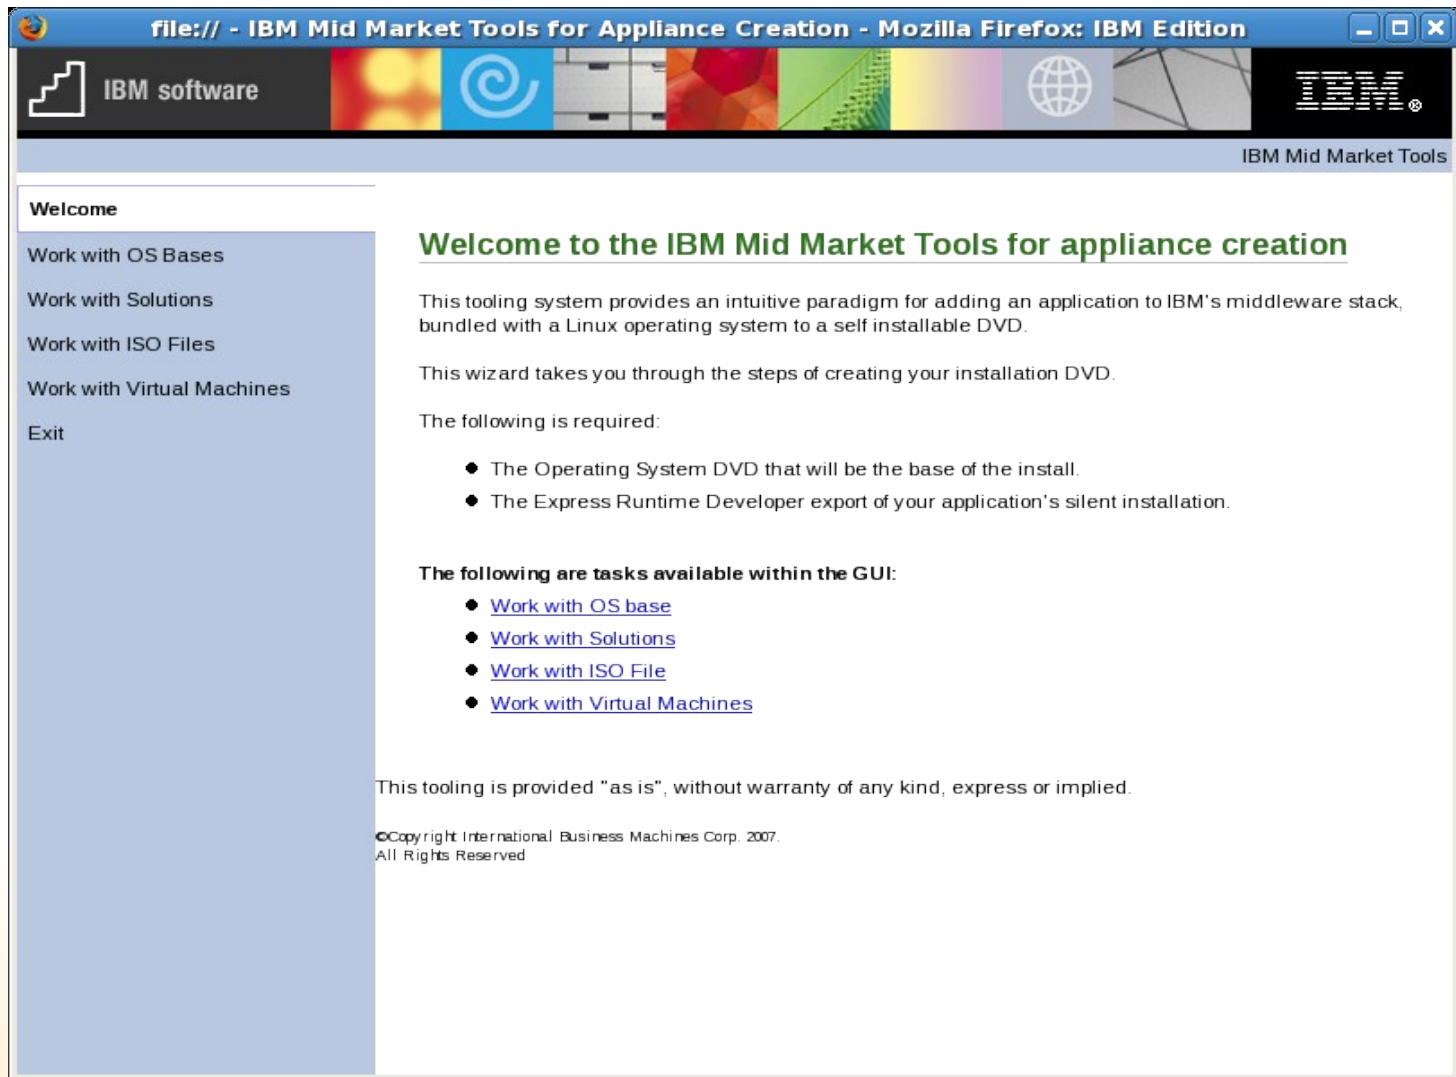 file:// - IBM Mid Market Tools for Appliance Creation - Mozilla Firefox: IBM Edition
IBM software
IBM®
IBM Mid Market Tools
Welcome
Work with OS Bases
Work with Solutions
Work with ISO Files
Work with Virtual Machines
Exit
Welcome to the IBM Mid Market Tools for appliance creation
This tooling system provides an intuitive paradigm for adding an application to IBM's middleware stack,
bundled with a Linux operating system to a self installable DVD.
This wizard takes you through the steps of creating your installation DVD.
The following is required:
● The Operating System DVD that will be the base of the install.
● The Express Runtime Developer export of your application's silent installation.
The following are tasks available within the GUI:
● Work with OS base
● Work with Solutions
● Work with ISO File
● Work with Virtual Machines
This tooling is provided "as is", without warranty of any kind, express or implied.
©Copyright International Business Machines Corp. 2007.
All Rights Reserved